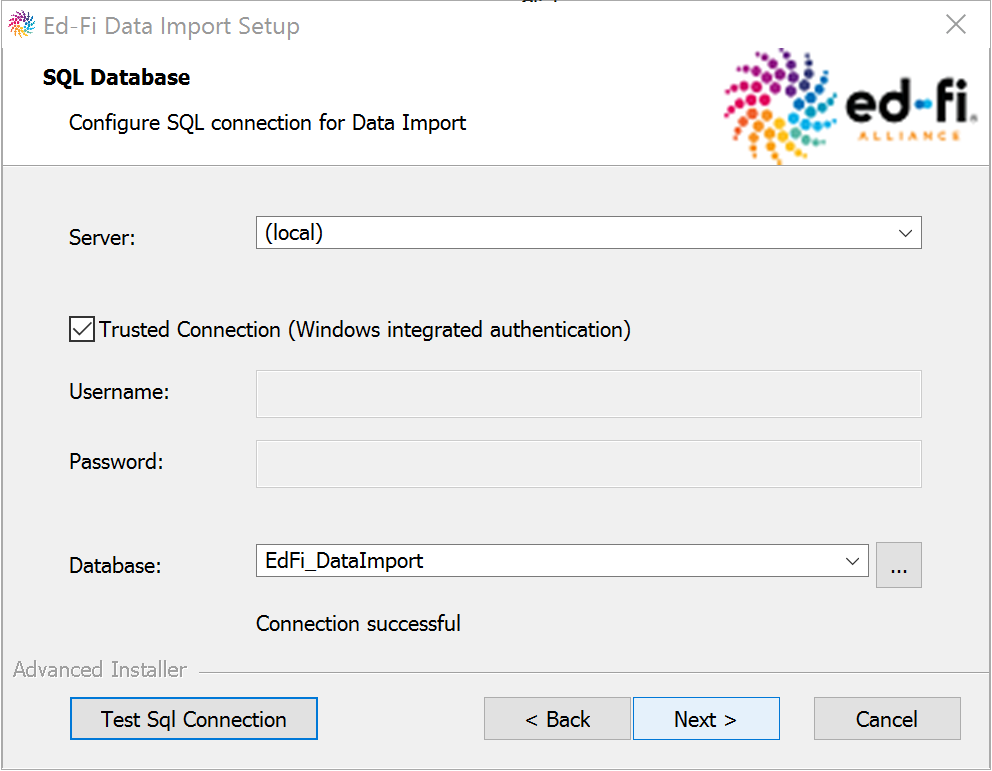 Ed-Fi Data Import Setup
SQL Database
Configure SQL connection for Data Import
ed-fi®
ALLIANCE
Server:
(local)
Trusted Connection (Windows integrated authentication)
Username:
Password:
Database:
EdFi_DataImport
...
Connection successful
Advanced Installer
Test Sql Connection
< Back
Next >
Cancel